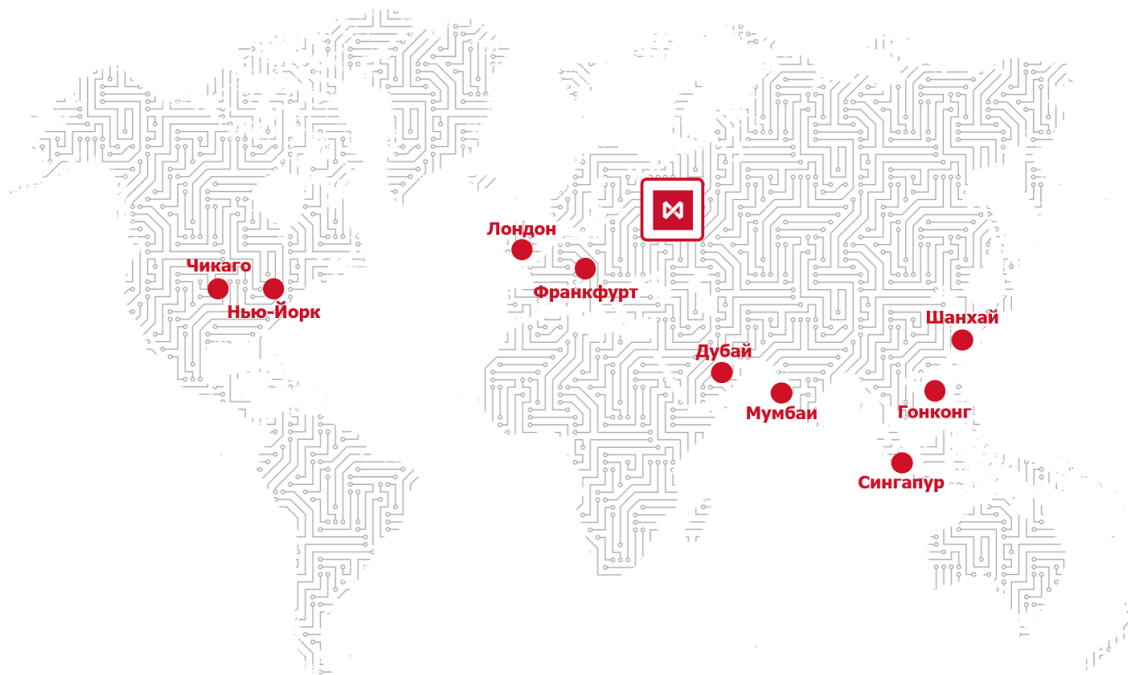 Лондон
Чикаго
Франкфурт
Нью-Йорк
Шанхай
Дубай
Мумбаи
Гонконг
Сингапур